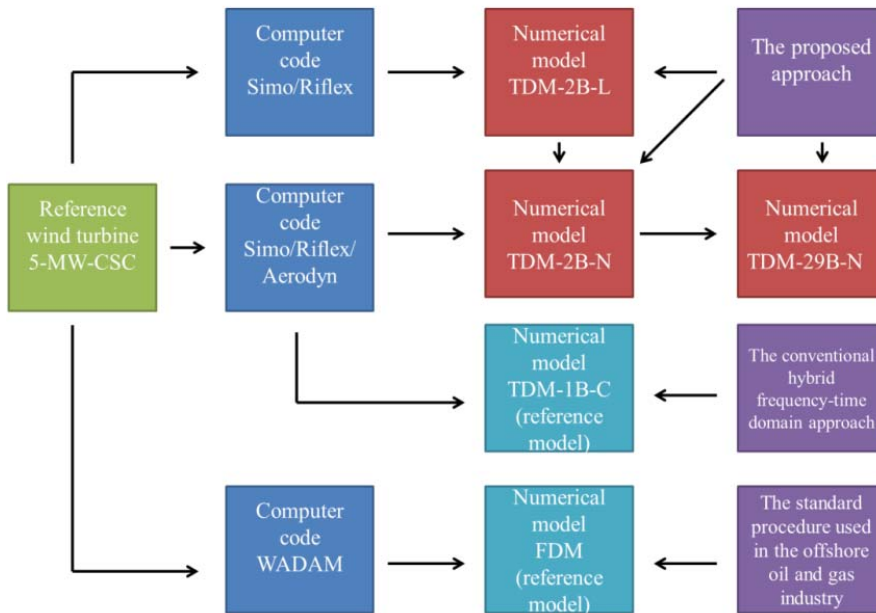 Computer
code
Simo/Riflex
Numerical
model
TDM-2B-L
The proposed
approach
Reference
wind turbine
5-MW-CSC
Computer
code
Simo/Riflex/
Aerodyn
Numerical
model
TDM-2B-N
Numerical
model
TDM-29B-N
Numerical
model
TDM-1B-C
(reference
model)
The conventional
hybrid
frequency-time
domain approach
Computer
code
WADAM
Numerical
model
FDM
(reference
model)
The standard
procedure used
in the offshore
oil and gas
industry